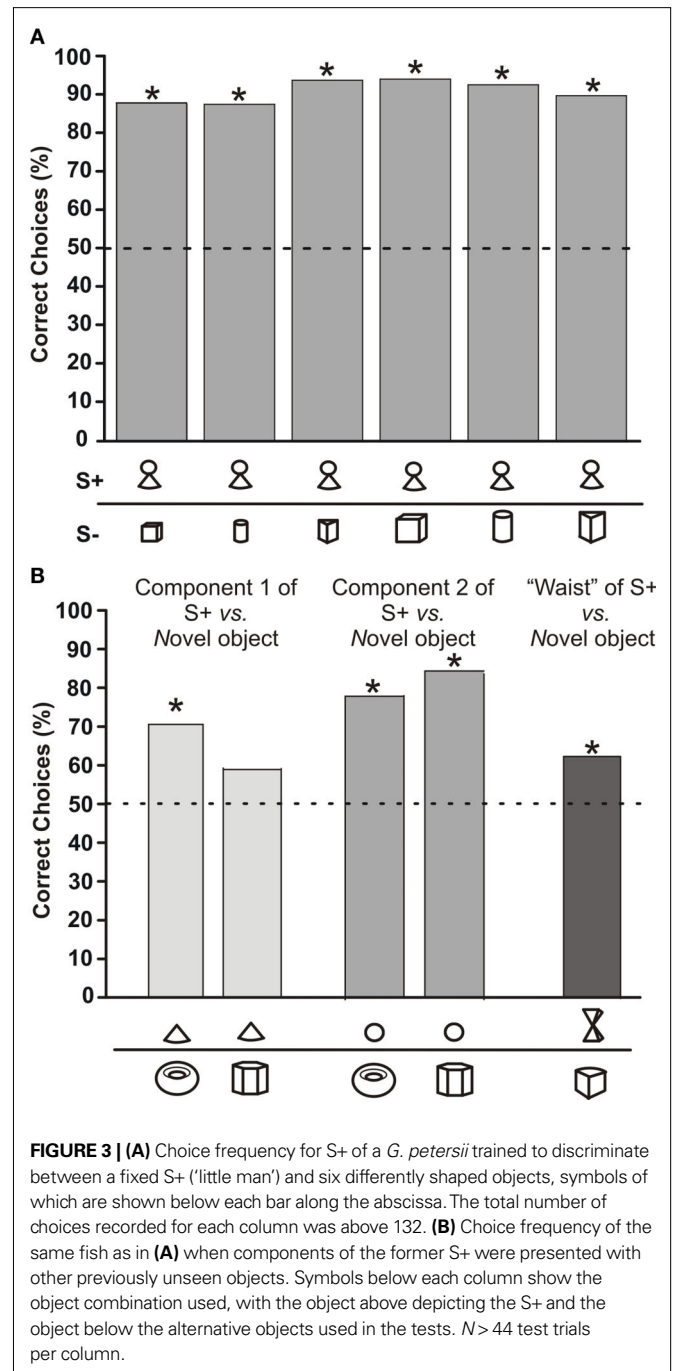 A
100
90
80
70
60
50
40
30
20
10
0
Correct Choices (%)
* * * * * *
S+
S-
B
Component 1 of
S+ vs.
Novel object
Component 2 of
S+ vs.
Novel object
“Waist” of S+
vs.
Novel object
100
90
80
70
60
50
40
30
20
10
0
Correct Choices (%)
* * * *
FIGURE 3 | (A) Choice frequency for S+ of a G. petersii trained to discriminate
between a fixed S+ (‘little man’) and six differently shaped objects, symbols of
which are shown below each bar along the abscissa. The total number of
choices recorded for each column was above 132. (B) Choice frequency of the
same fish as in (A) when components of the former S+ were presented with
other previously unseen objects. Symbols below each column show the
object combination used, with the object above depicting the S+ and the
object below the alternative objects used in the tests. N > 44 test trials
per column.